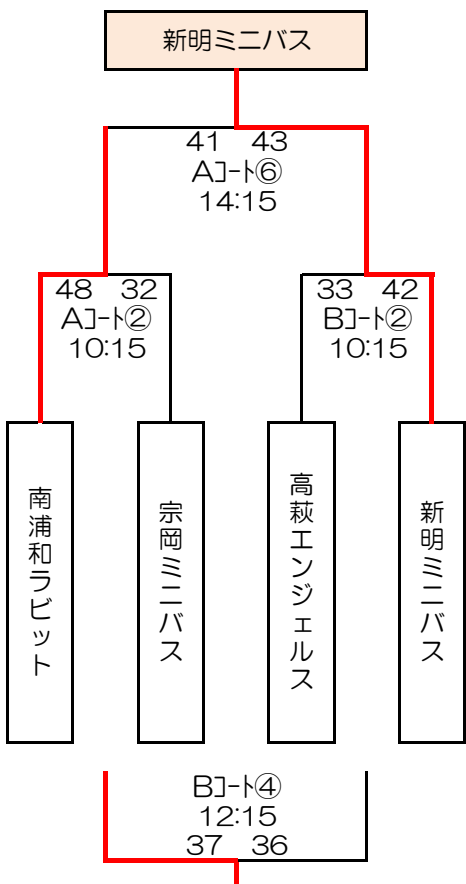 新明ミニバス
41 43
Aｺｰﾄ⑥
14:15
48 32
Aｺｰﾄ②
10:15
33 42
Bｺｰﾄ②
10:15
南浦和ラビット
宗岡ミニバス
高萩エンジェルス
新明ミニバス
Bｺｰﾄ④
12:15
37 36